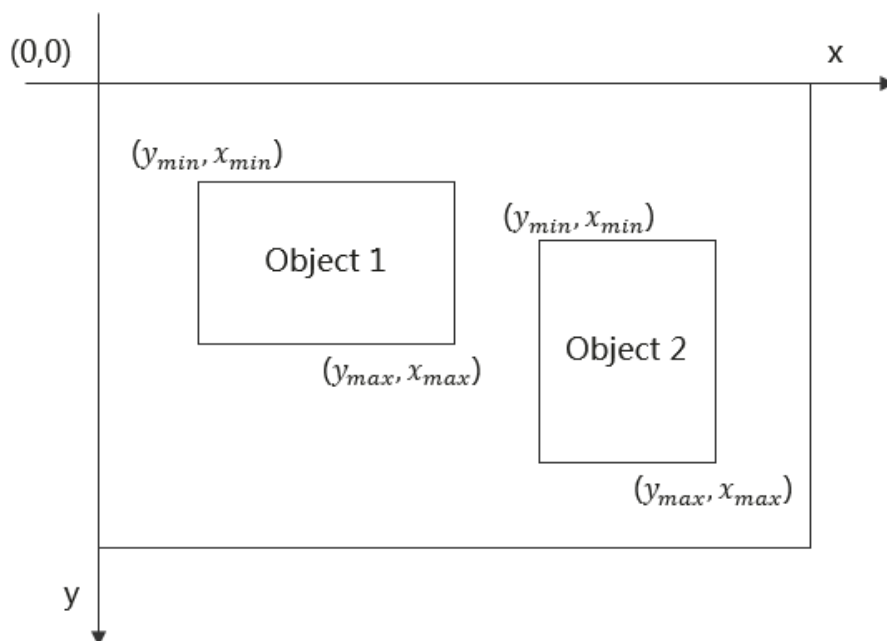 (0,0)
x
(y_min, x_min)
(y_min, x_min)
Object 1
Object 2
(y_max, x_max)
(y_max, x_max)
y